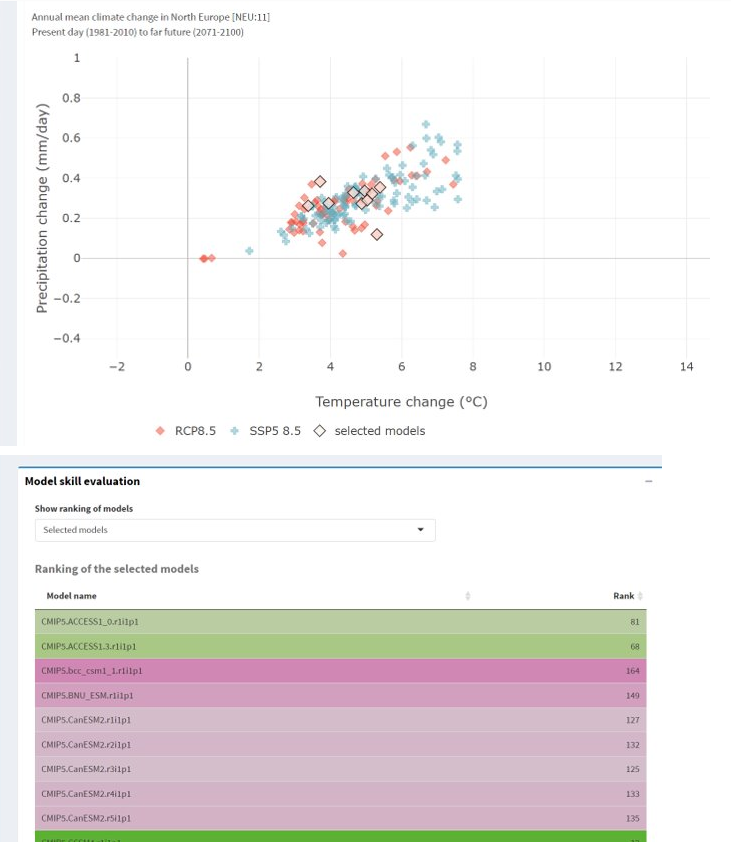 Annual mean climate change in North Europe [NEU:11]
Present day (1981-2010) to far future (2071-2100)
1
0.8
0.6
0.4
0.2
0
−0.2
−0.4
Precipitation change (mm/day)
−2 0 2 4 6 8 10 12 14
Temperature change (ºC)
RCP8.5 SSP5 8.5 selected models
Model skill evaluation
Show ranking of models
Selected models
Ranking of the selected models
Model name Rank
CMIP5.ACCESS1_0.r1i1p1 81
CMIP5.ACCESS1.3.r1i1p1 68
CMIP5.bcc_csm1_1.r1i1p1 164
CMIP5.BNU_ESM.r1i1p1 149
CMIP5.CanESM2.r1i1p1 127
CMIP5.CanESM2.r2i1p1 132
CMIP5.CanESM2.r3i1p1 125
CMIP5.CanESM2.r4i1p1 133
CMIP5.CanESM2.r5i1p1 135